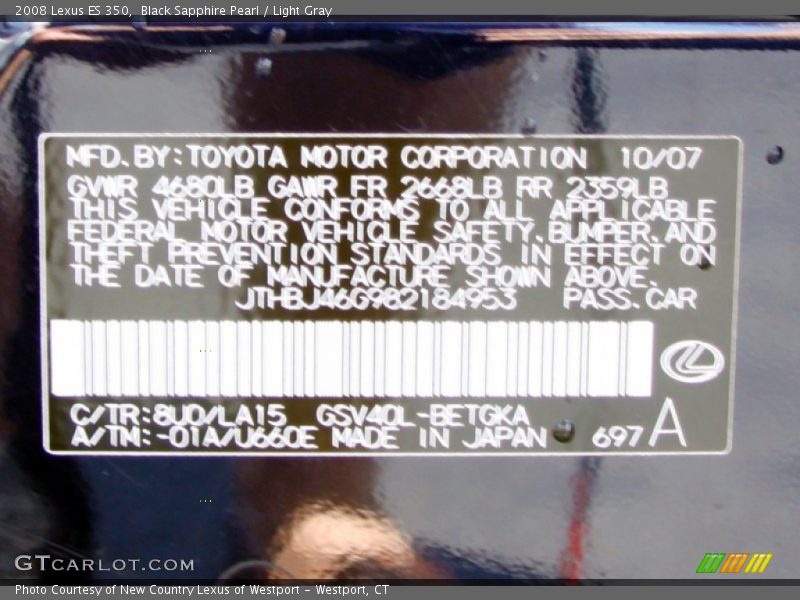 2008 Lexus ES 350,  Black Sapphire Pearl / Light Gray
MFD.BY:TOYOTA MOTOR CORPORATION 10/07
GVWR 4680LB GAWR FR 2668LB RR 2359LB
THIS VEHICLE CONFORMS TO ALL APPLICABLE
FEDERAL MOTOR VEHICLE SAFETY,BUMPER,AND
THEFT PREVENTION STANDARDS IN EFFECT ON
THE DATE OF MANUFACTURE SHOWN ABOVE.
JTHBJ46G982184953 PASS.CAR
C/TR:8U0/LA15 GSV40L-BETGKA
A/TM:-01A/U660E MADE IN JAPAN 697 A
GTCARLOT.COM
Photo Courtesy of New Country Lexus of Westport - Westport, CT